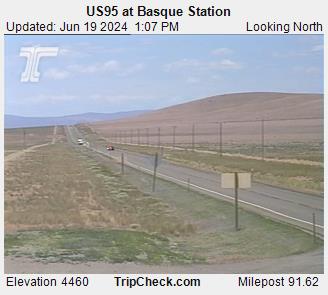 US95 at Basque Station
Updated: Jun 19 2024 1:07 PM Looking North
Elevation 4460 TripCheck.com Milepost 91.62